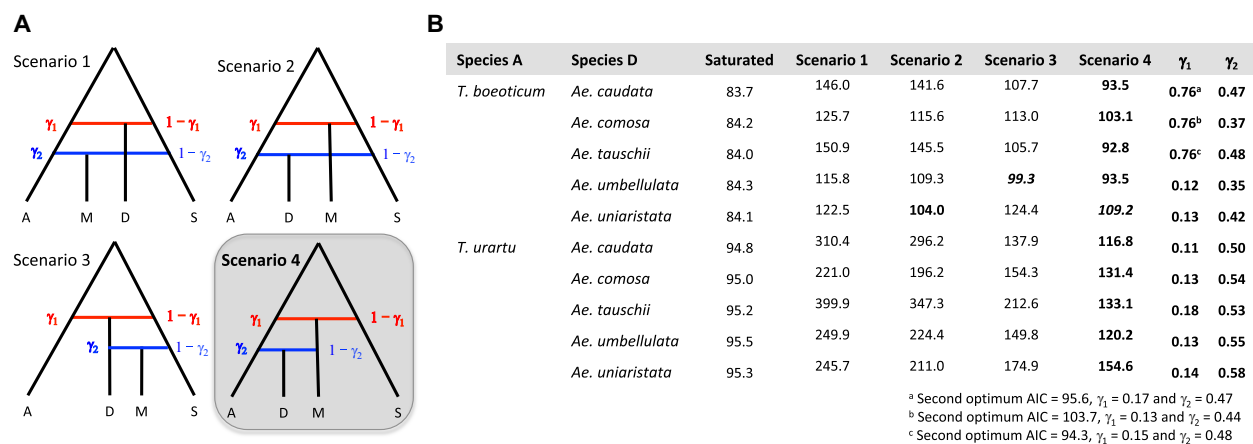 A
Scenario 1
γ1 1 – γ1
γ2 1 – γ2
A M D S
Scenario 2
γ1 1 – γ1
γ2 1 – γ2
A D M S
Scenario 3
γ1 1 – γ1
γ2 1 – γ2
A D M S
Scenario 4
γ1 1 – γ1
γ2 1 – γ2
A D M S
B
Species A Species D Saturated Scenario 1 Scenario 2 Scenario 3 Scenario 4 γ1 γ2
T. boeoticum Ae. caudata 83.7 146.0 141.6 107.7 93.5 0.76a 0.47
Ae. comosa 84.2 125.7 115.6 113.0 103.1 0.76b 0.37
Ae. tauschii 84.0 150.9 145.5 105.7 92.8 0.76c 0.48
Ae. umbellulata 84.3 115.8 109.3 99.3 93.5 0.12 0.35
Ae. uniaristata 84.1 122.5 104.0 124.4 109.2 0.13 0.42
T. urartu Ae. caudata 94.8 310.4 296.2 137.9 116.8 0.11 0.50
Ae. comosa 95.0 221.0 196.2 154.3 131.4 0.13 0.54
Ae. tauschii 95.2 399.9 347.3 212.6 133.1 0.18 0.53
Ae. umbellulata 95.5 249.9 224.4 149.8 120.2 0.13 0.55
Ae. uniaristata 95.3 245.7 211.0 174.9 154.6 0.14 0.58
a Second optimum AIC = 95.6, γ1 = 0.17 and γ2 = 0.47
b Second optimum AIC = 103.7, γ1 = 0.13 and γ2 = 0.44
c Second optimum AIC = 94.3, γ1 = 0.15 and γ2 = 0.48